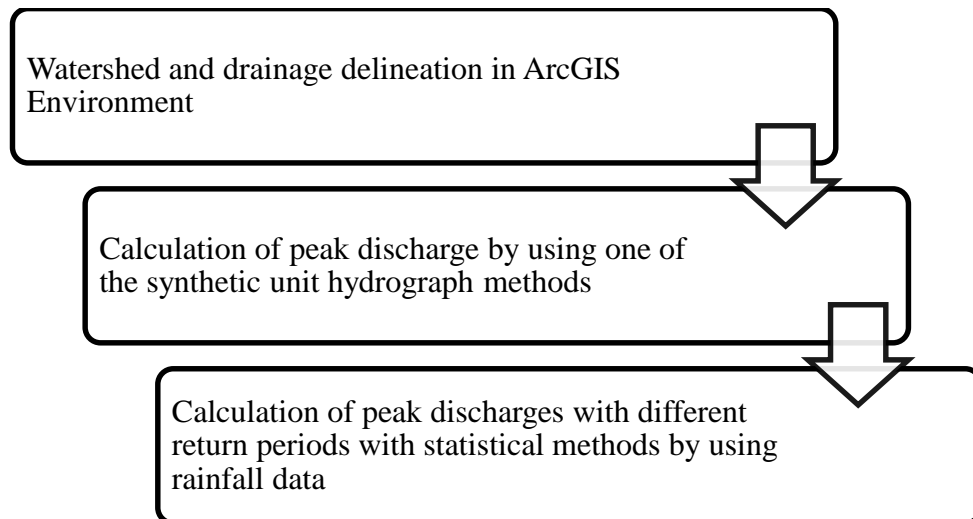 Watershed and drainage delineation in ArcGIS
Environment
Calculation of peak discharge by using one of
the synthetic unit hydrograph methods
Calculation of peak discharges with different
return periods with statistical methods by using
rainfall data